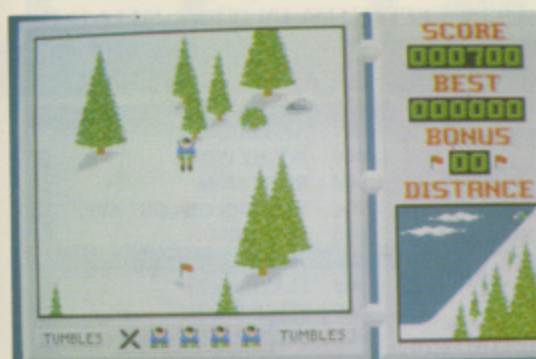 SCORE
000700
BEST
000000
BONUS
00
DISTANCE
TUMBLES X TUMBLES